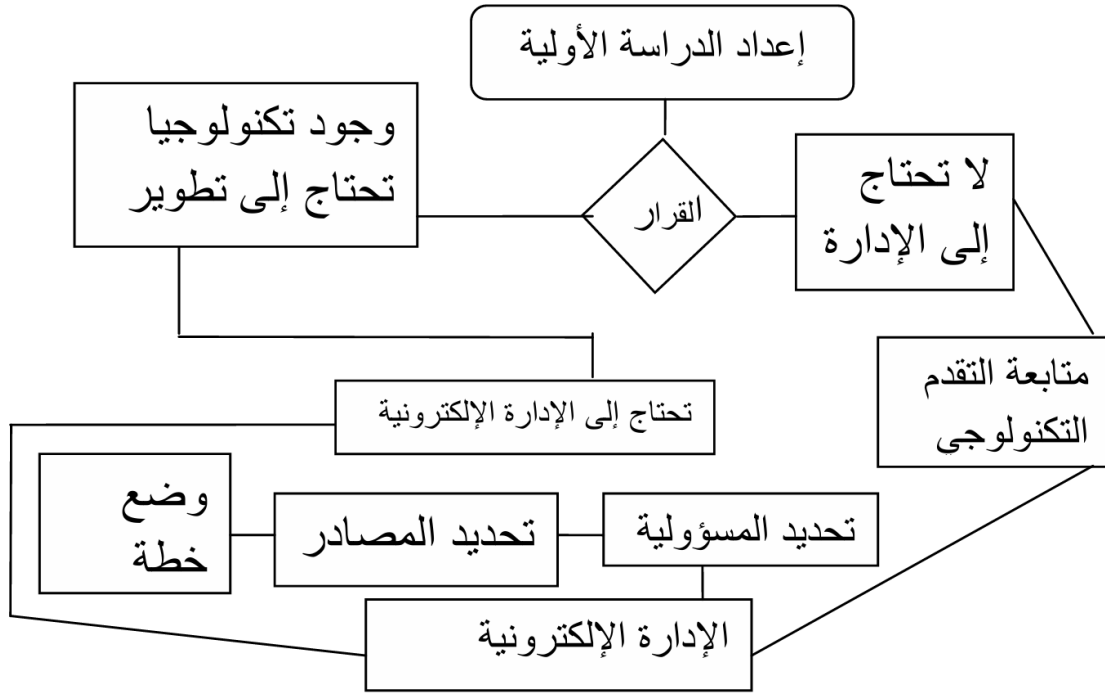 إعداد الدراسة الأولية
وجود تكنولوجيا
تحتاج إلى تطوير
القرار
لا تحتاج
إلى الإدارة
متابعة التقدم
التكنولوجي
تحتاج إلى الإدارة الإلكترونية
وضع
خطة
تحديد المصادر
تحديد المسؤولية
الإدارة الإلكترونية